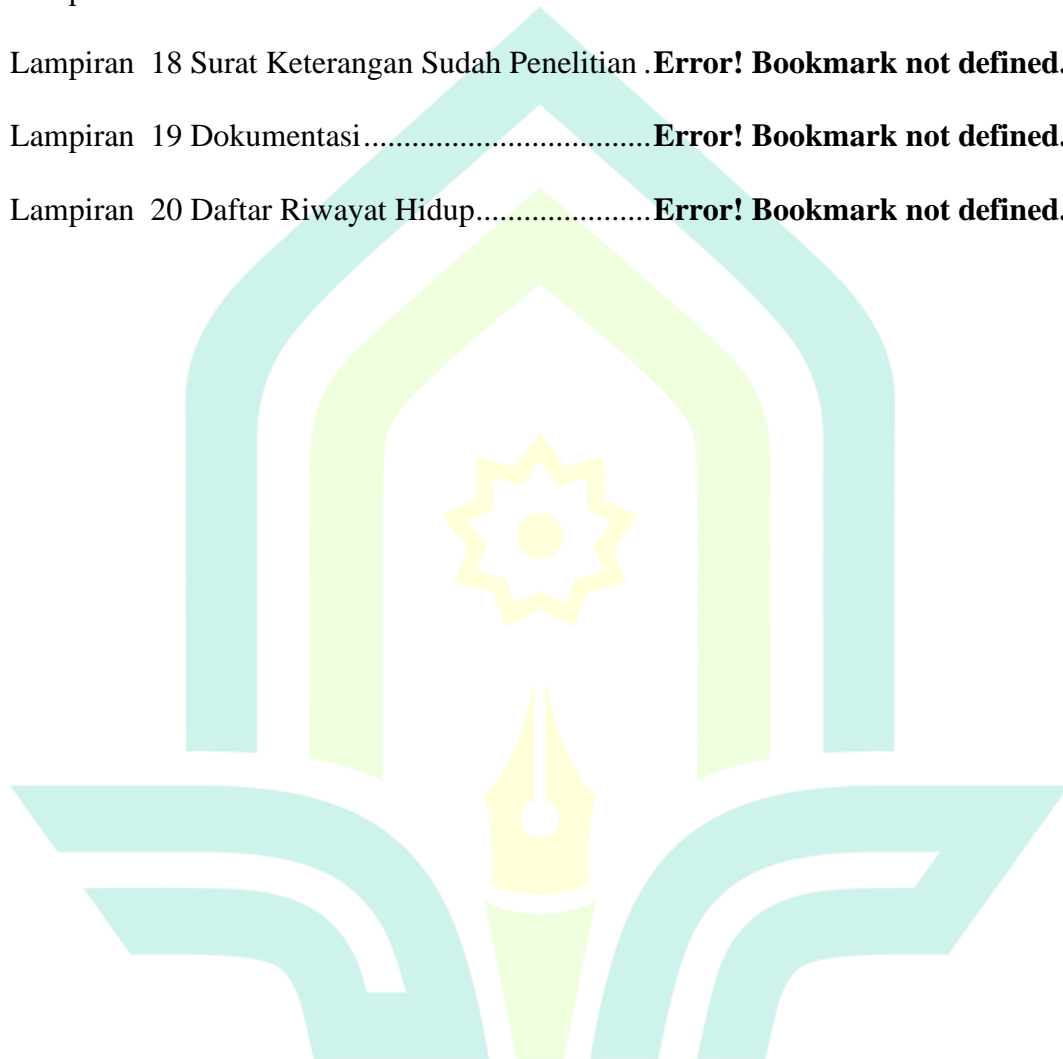 Lampiran 18 Surat Keterangan Sudah Penelitian .Error! Bookmark not defined.
Lampiran 19 Dokumentasi...................................Error! Bookmark not defined.
Lampiran 20 Daftar Riwayat Hidup.....................Error! Bookmark not defined.